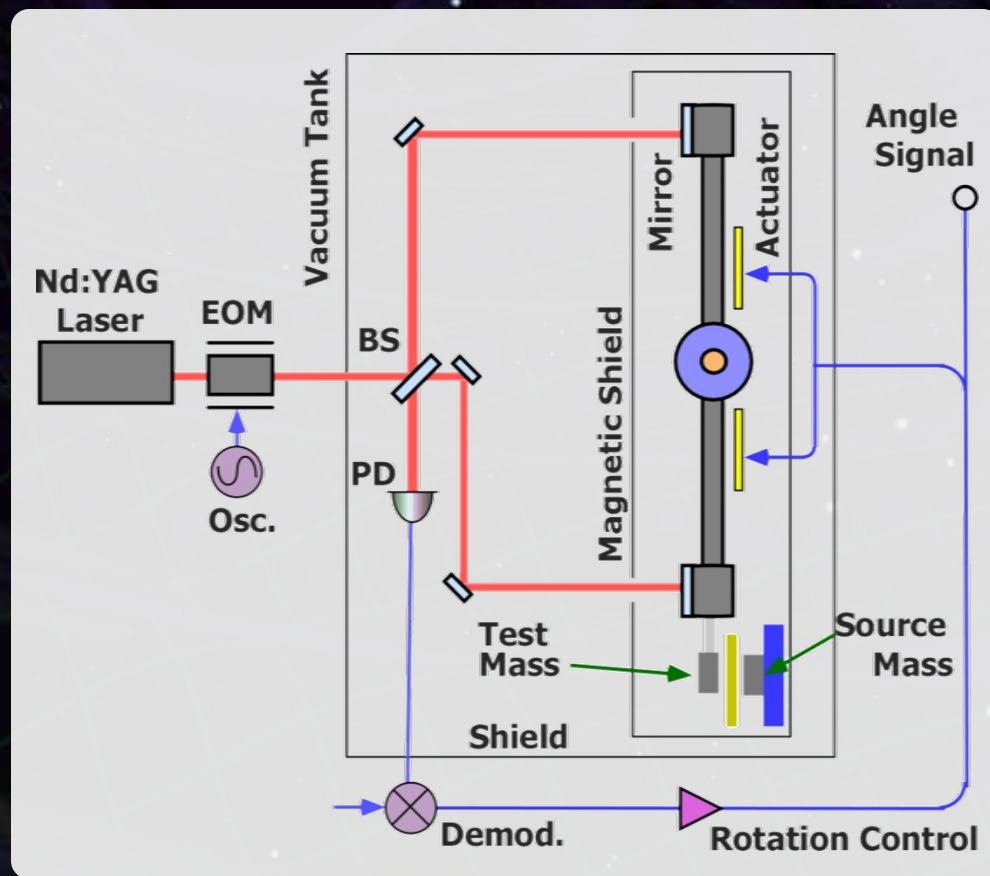 Vacuum Tank
Mirror
Actuator
Angle
Signal
Nd:YAG
Laser
EOM
BS
Magnetic Shield
PD
Osc.
Test
Mass
Source
Mass
Shield
Demod.
Rotation Control